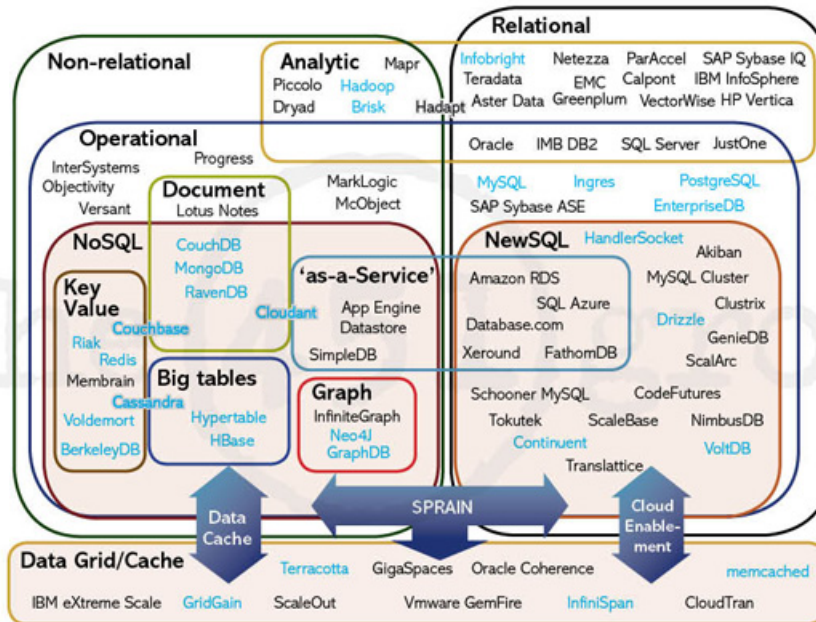 Relational
Non-relational
Analytic
Mapr
Piccolo
Hadoop
Dryad
Brisk
Hadapt
Infobright
Netezza
ParAccel
SAP Sybase IQ
Teradata
EMC
Calpont
IBM InfoSphere
Aster Data
Greenplum
VectorWise
HP Vertica
Operational
Oracle
IMB DB2
SQL Server
JustOne
InterSystems
Progress
Objectivity
Versant
Document
Lotus Notes
MarkLogic
McObject
MySQL
Ingres
PostgreSQL
SAP Sybase ASE
EnterpriseDB
NoSQL
CouchDB
MongoDB
RavenDB
Key
Value
Couchbase
Riak
Redis
Membrain
Cassandra
Voldemort
BerkeleyDB
Big tables
Hypertable
HBase
Cloudant
'as-a-Service'
App Engine
Datastore
SimpleDB
Graph
InfiniteGraph
Neo4J
GraphDB
NewSQL
HandlerSocket
Akiban
Amazon RDS
MySQL Cluster
SQL Azure
Clustrix
Database.com
Drizzle
GenieDB
Xeround
FathomDB
ScalArc
Schooner MySQL
CodeFutures
Tokutek
ScaleBase
NimbusDB
Continuent
VoltDB
Translattice
Data
Cache
SPRAIN
Cloud
Enable-
ment
Data Grid/Cache
Terracotta
GigaSpaces
Oracle Coherence
memcached
IBM eXtreme Scale
GridGain
ScaleOut
Vmware GemFire
InfiniSpan
CloudTran